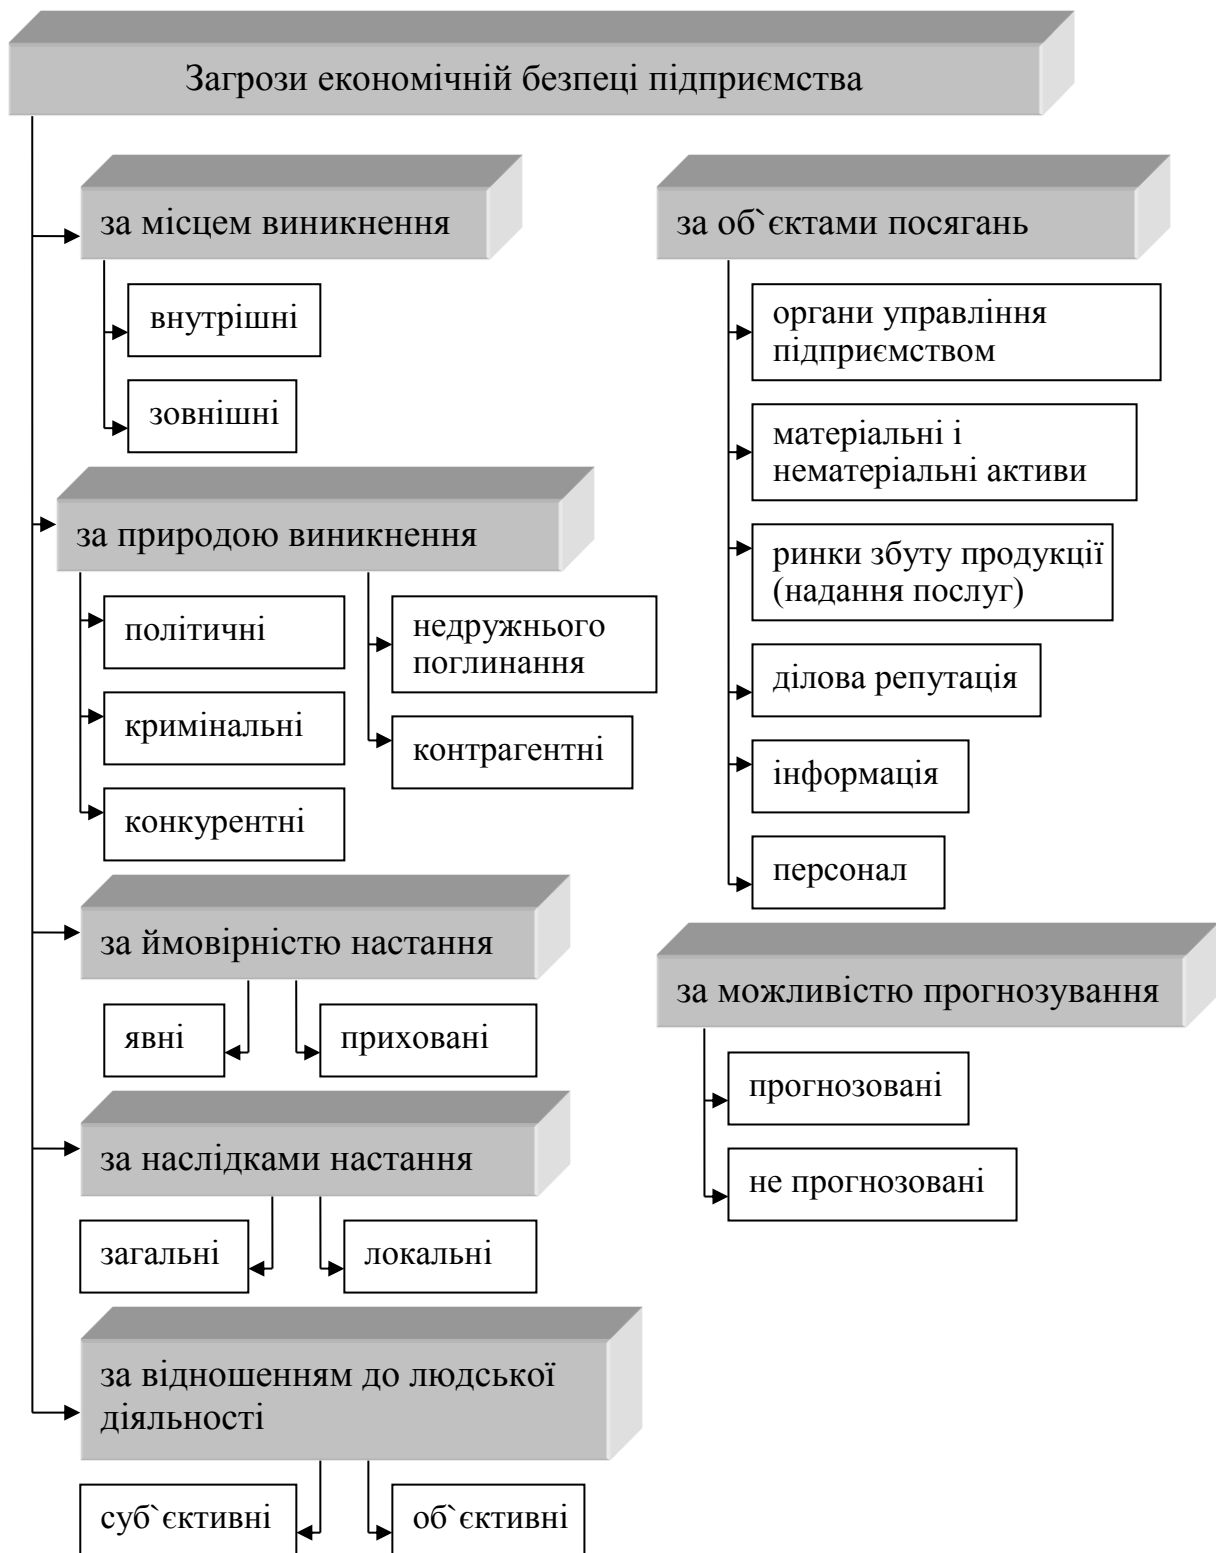 Загрози економічній безпеці підприємства
за місцем виникнення
внутрішні
зовнішні
за природою виникнення
політичні
кримінальні
конкурентні
недружнього
поглинання
контрагентні
за ймовірністю настання
явні
приховані
за наслідками настання
загальні
локальні
за відношенням до людської
діяльності
суб`єктивні
об`єктивні
за об`єктами посягань
органи управління
підприємством
матеріальні і
нематеріальні активи
ринки збуту продукції
(надання послуг)
ділова репутація
інформація
персонал
за можливістю прогнозування
прогнозовані
не прогнозовані